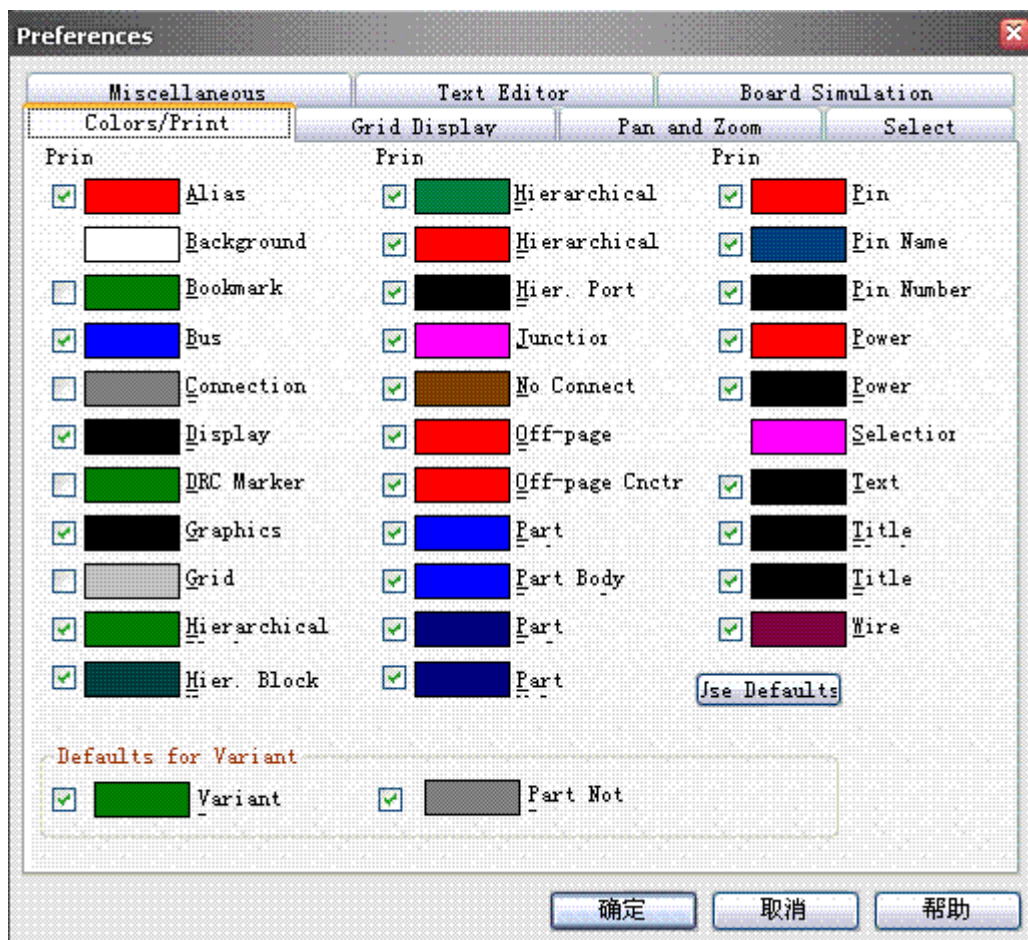 Preferences
Miscellaneous Text Editor Board Simulation
Colors/Print Grid Display Pan and Zoom Select
Prin Prin Prin
Alias Hierarchical Pin
Background Hierarchical Pin Name
Bookmark Hier. Port Pin Number
Bus Junction Power
Connection No Connect Power
Display Off-page Selection
DRC Marker Off-page Cnctr Text
Graphics Part Title
Grid Part Body Title
Hierarchical Part Wire
Hier. Block Part Use Defaults
Defaults for Variant
Variant Part Not
确定 取消 帮助